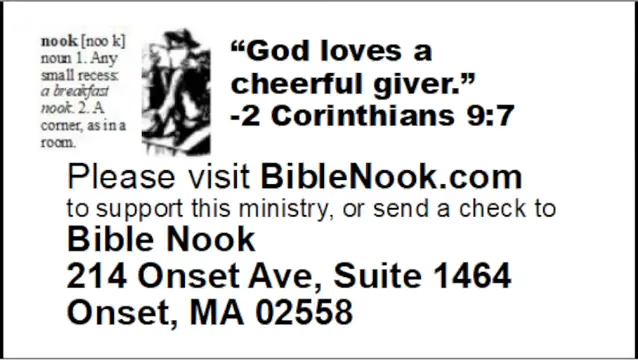 nook [noo k]
noun 1. Any
small recess:
a breakfast
nook. 2. A
corner, as in a
room.
“God loves a
cheerful giver.”
-2 Corinthians 9:7
Please visit BibleNook.com
to support this ministry, or send a check to
Bible Nook
214 Onset Ave, Suite 1464
Onset, MA 02558